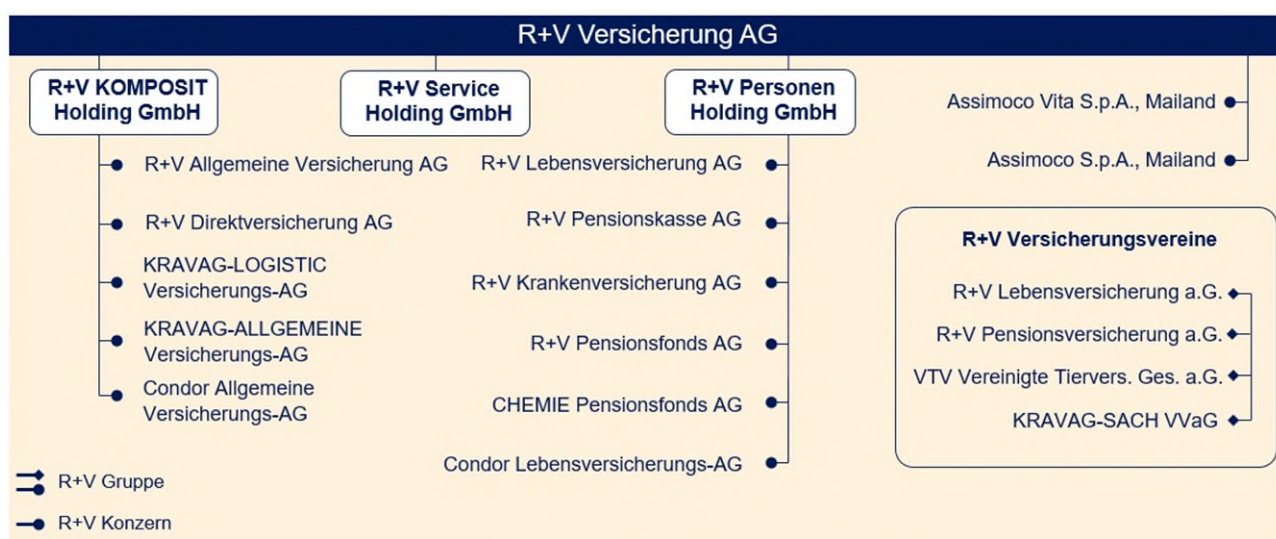 R+V Versicherung AG
R+V KOMPOSIT
Holding GmbH
R+V Allgemeine Versicherung AG
R+V Direktversicherung AG
KRAVAG-LOGISTIC
Versicherungs-AG
KRAVAG-ALLGEMEINE
Versicherungs-AG
Condor Allgemeine
Versicherungs-AG
R+V Service
Holding GmbH
R+V Personen
Holding GmbH
R+V Lebensversicherung AG
R+V Pensionskasse AG
R+V Krankenversicherung AG
R+V Pensionsfonds AG
CHEMIE Pensionsfonds AG
Condor Lebensversicherungs-AG
Assimoco Vita S.p.A., Mailand
Assimoco S.p.A., Mailand
R+V Versicherungsvereine
R+V Lebensversicherung a.G.
R+V Pensionsversicherung a.G.
VTV Vereinigte Tiervers. Ges. a.G.
KRAVAG-SACH VVaG
R+V Gruppe
R+V Konzern